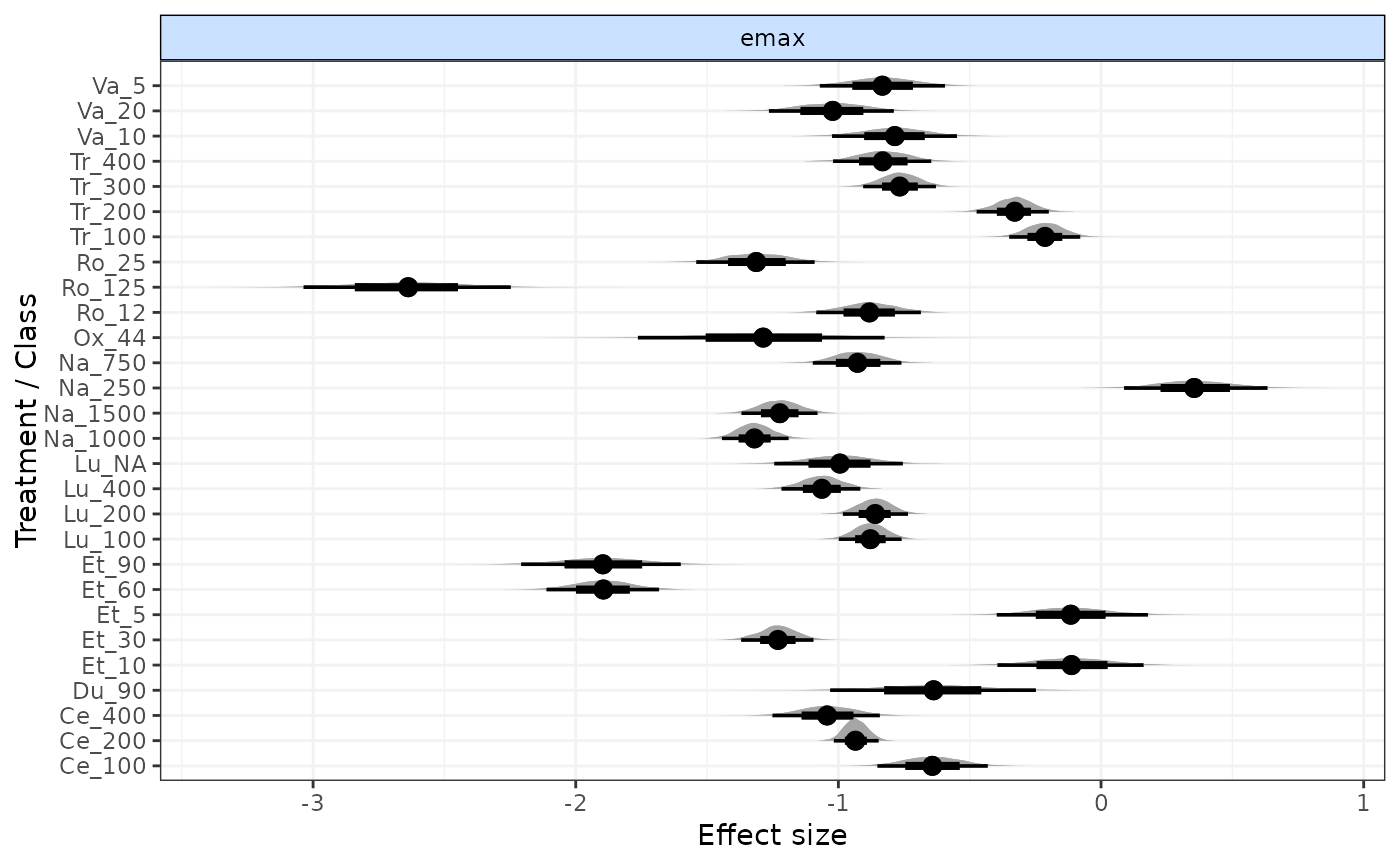 emax
Va_5
Va_20
Va_10
Tr_400
Tr_300
Tr_200
Tr_100
Ro_25
Ro_125
Ro_12
Ox_44
Na_750
Na_250
Na_1500
Na_1000
Lu_NA
Lu_400
Lu_200
Lu_100
Et_90
Et_60
Et_5
Et_30
Et_10
Du_90
Ce_400
Ce_200
Ce_100
Treatment / Class
-3 -2 -1 0 1
Effect size